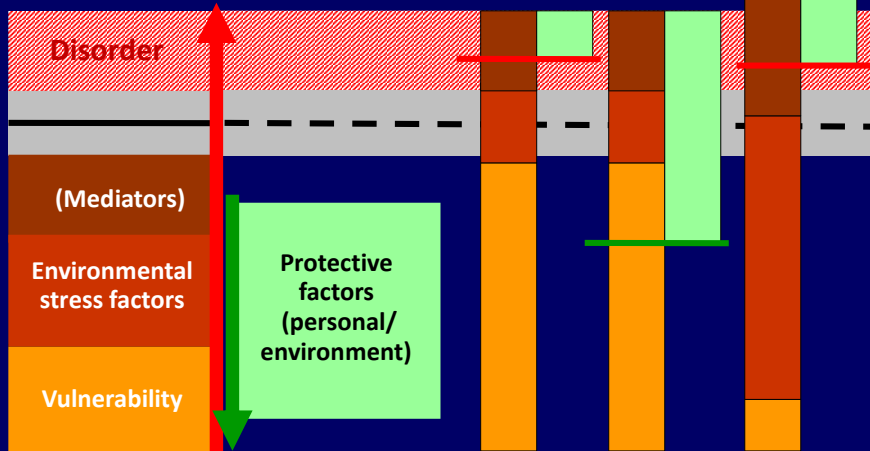 Disorder
(Mediators)
Environmental
stress factors
Vulnerability
Protective
factors
(personal/
environment)